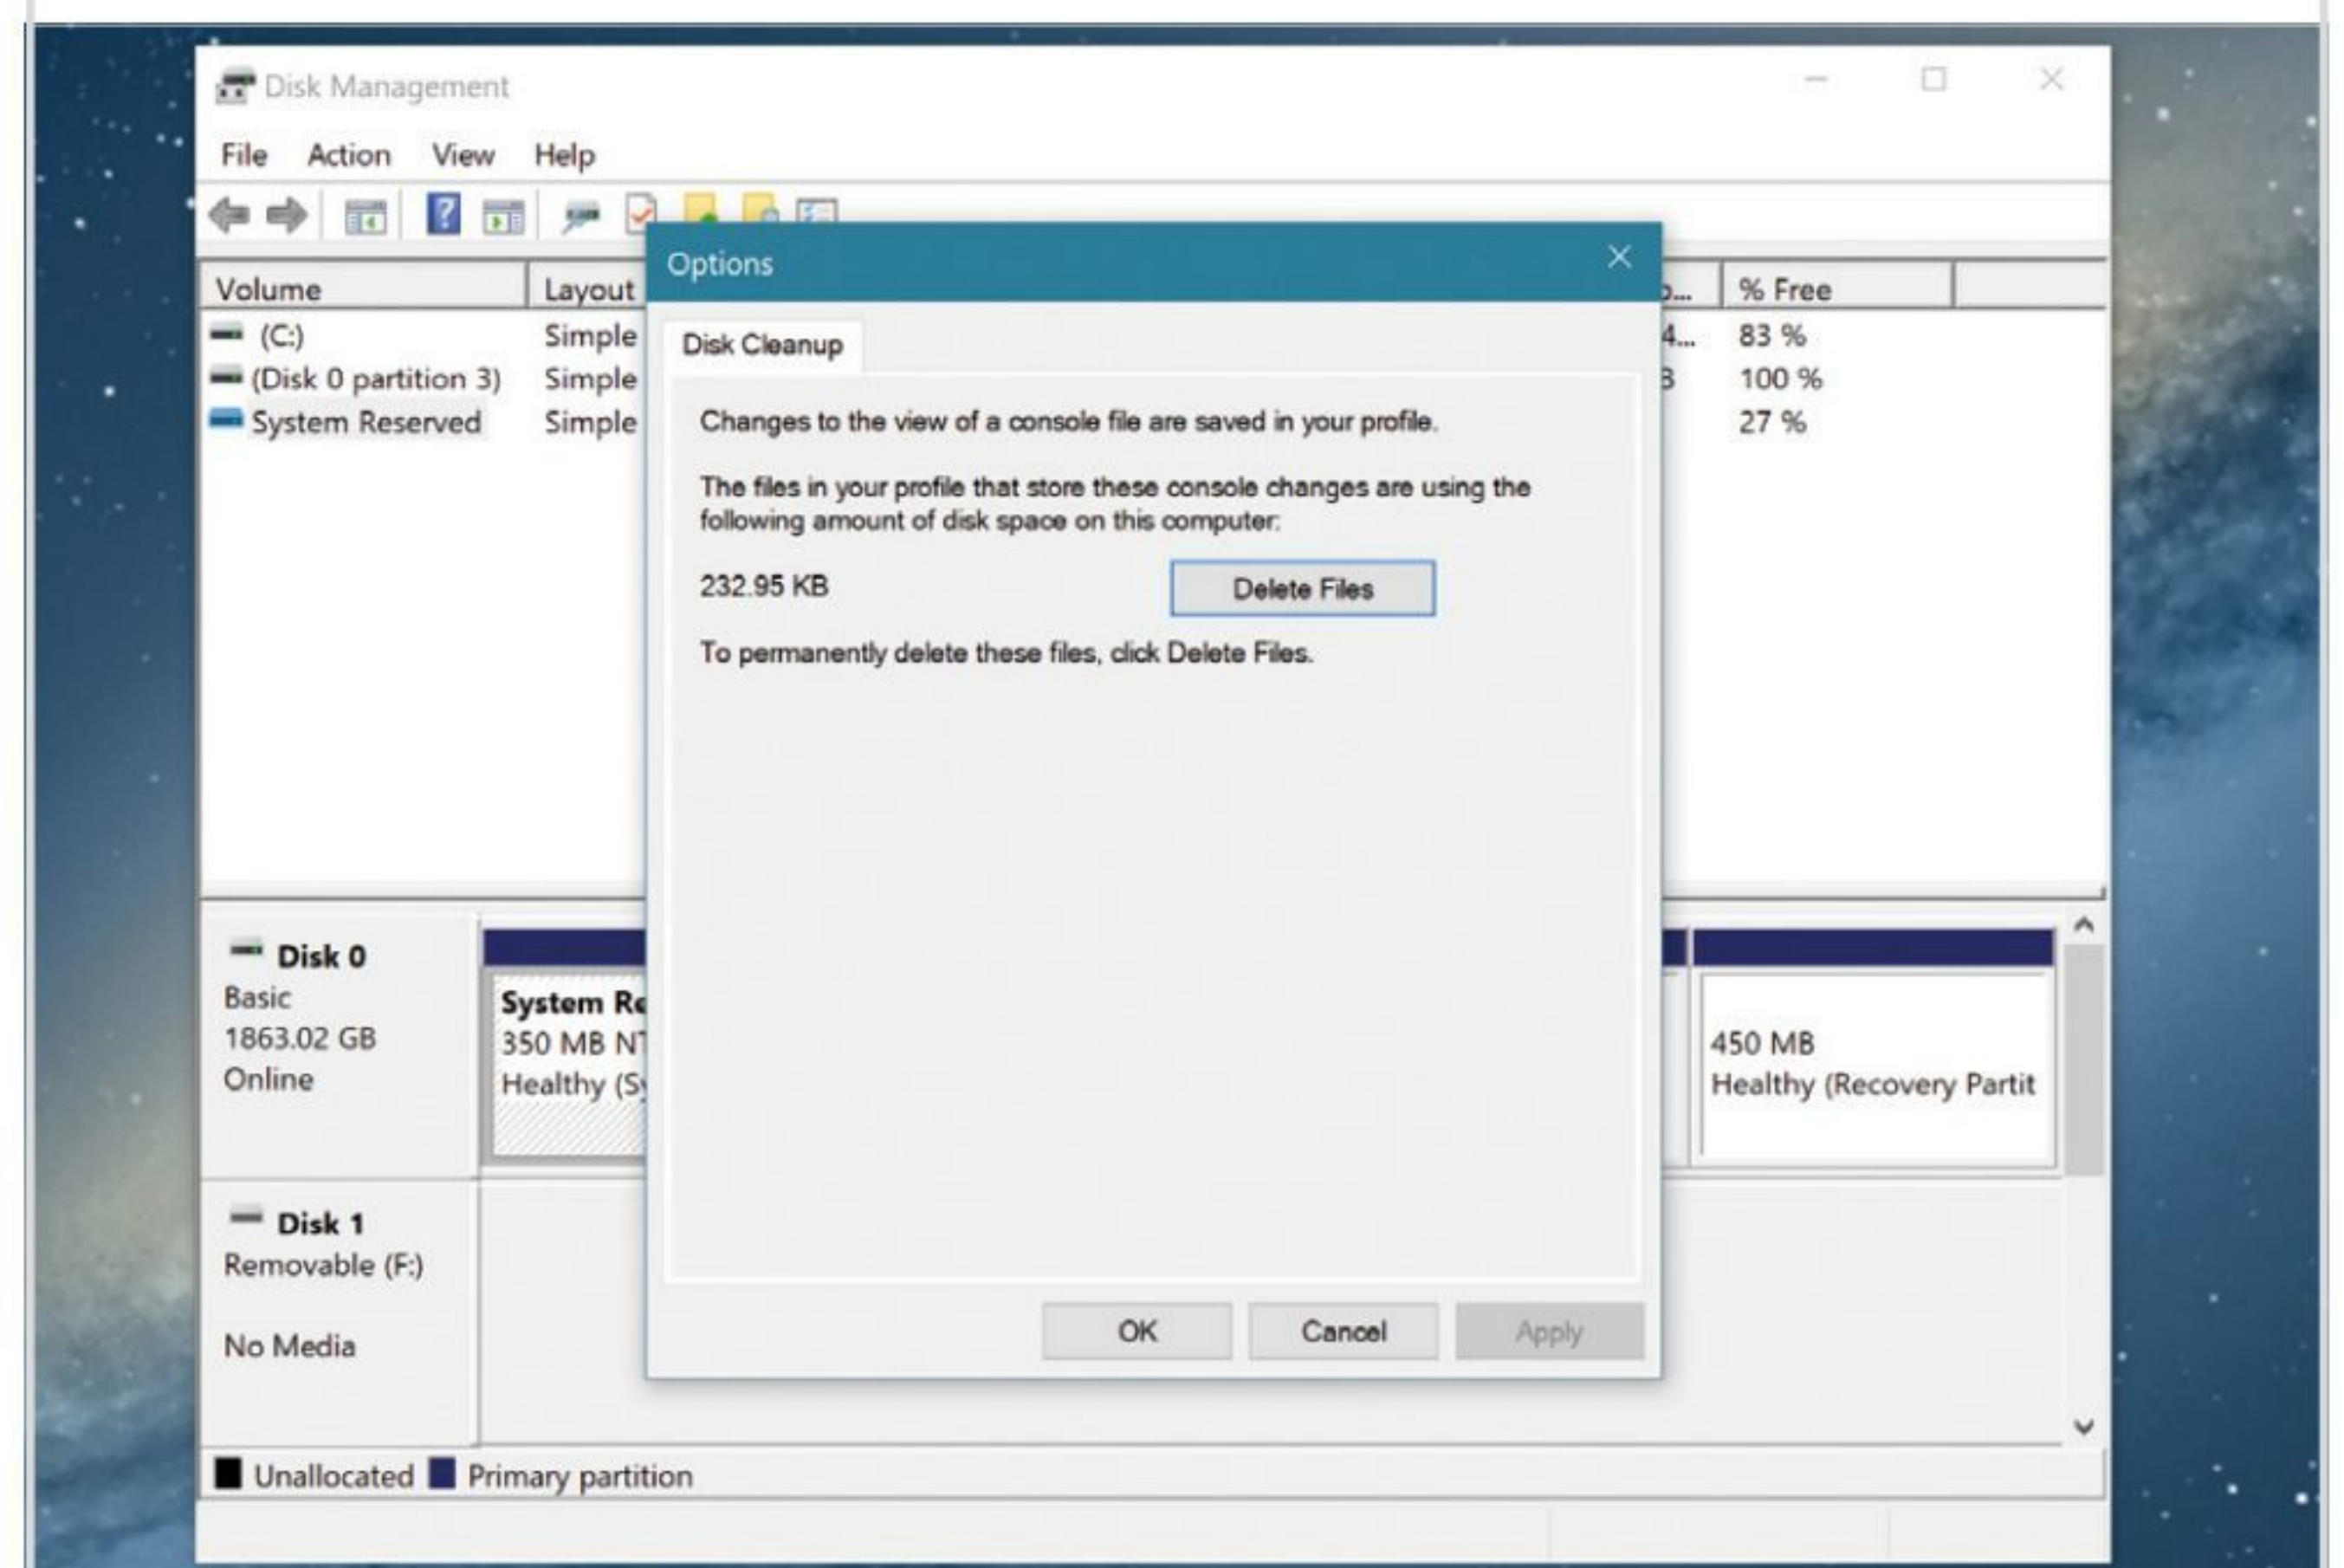 Disk Management
File Action View Help
Options
Volume Layout % Free
Disk Cleanup
(C:) Simple 83 %
(Disk 0 partition 3) Simple 100 %
System Reserved Simple 27 %
Changes to the view of a console file are saved in your profile.
The files in your profile that store these console changes are using the
following amount of disk space on this computer:
232.95 KB Delete Files
To permanently delete these files, click Delete Files.
Disk 0
Basic
1863.02 GB
Online
System Re
350 MB NT
Healthy (Sy
450 MB
Healthy (Recovery Partit
Disk 1
Removable (F:)
No Media
OK Cancel Apply
Unallocated Primary partition